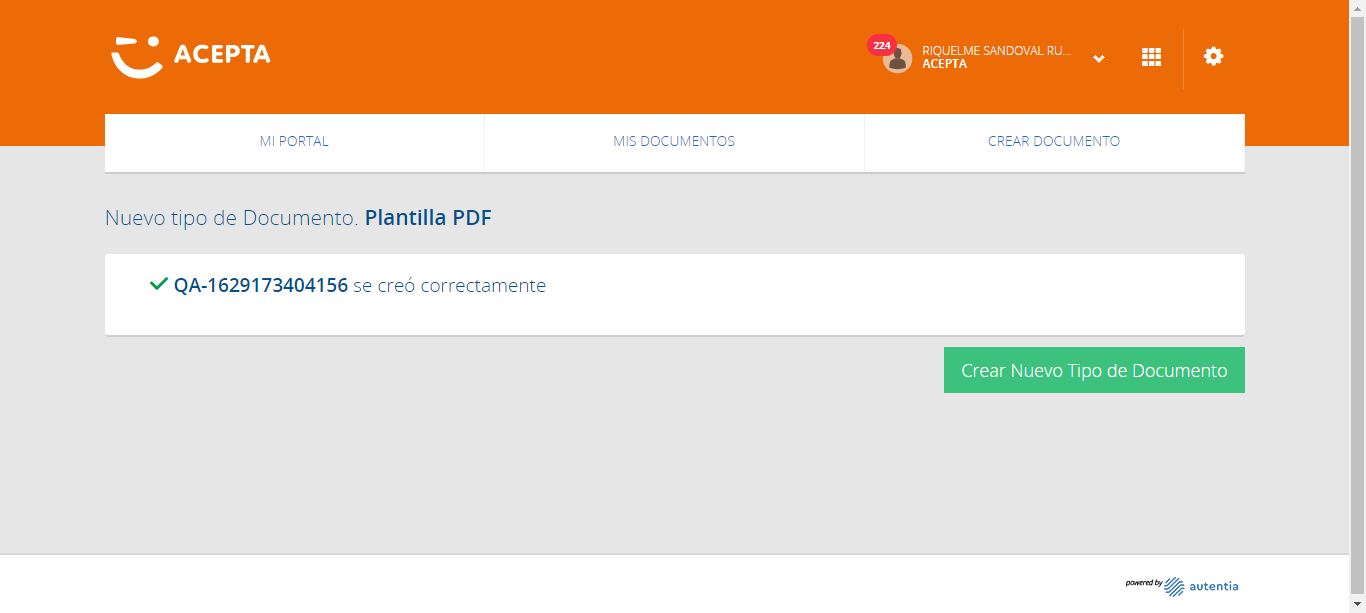 ACEPTA
224
RIQUELME SANDOVAL RU...
ACEPTA
MI PORTAL
MIS DOCUMENTOS
CREAR DOCUMENTO
Nuevo tipo de Documento. Plantilla PDF
QA-1629173404156 se creó correctamente
Crear Nuevo Tipo de Documento
powered by autentia